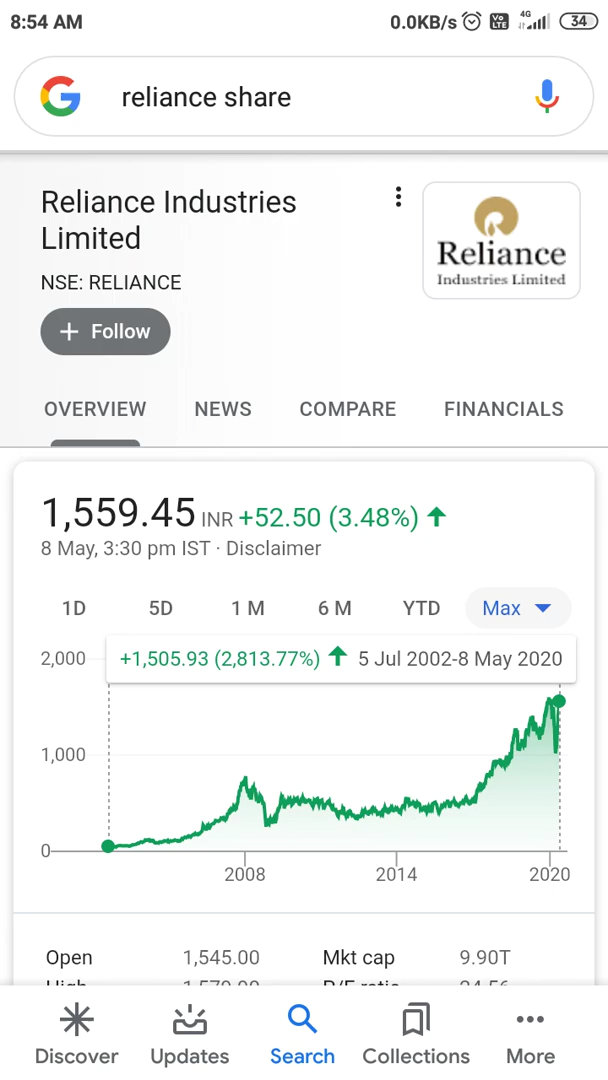 8:54 AM
0.0KB/s Vo LTE 4G 34
reliance share
Reliance Industries
Limited
NSE: RELIANCE
+ Follow
Reliance
Industries Limited
OVERVIEW NEWS COMPARE FINANCIALS
1,559.45 INR +52.50 (3.48%)
8 May, 3:30 pm IST · Disclaimer
1D 5D 1 M 6 M YTD Max
+1,505.93 (2,813.77%) 5 Jul 2002-8 May 2020
2,000
1,000
0
2008 2014 2020
Open 1,545.00 Mkt cap 9.90T
Discover Updates Search Collections More